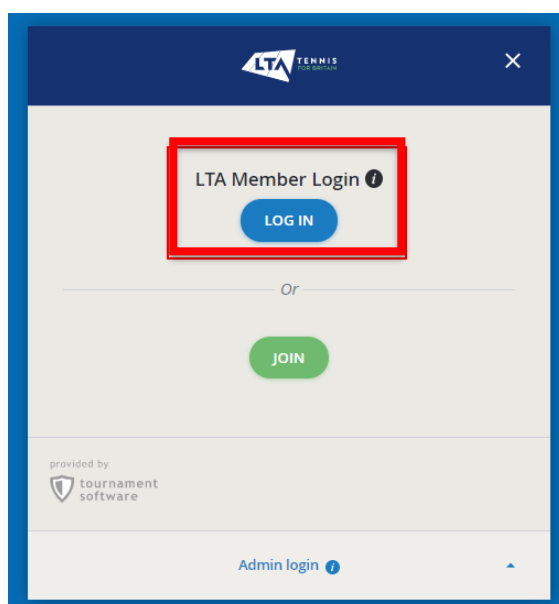 LTA TENNIS
FOR BRITAIN
LTA Member Login i
LOG IN
Or
JOIN
provided by
tournament
software
Admin login i